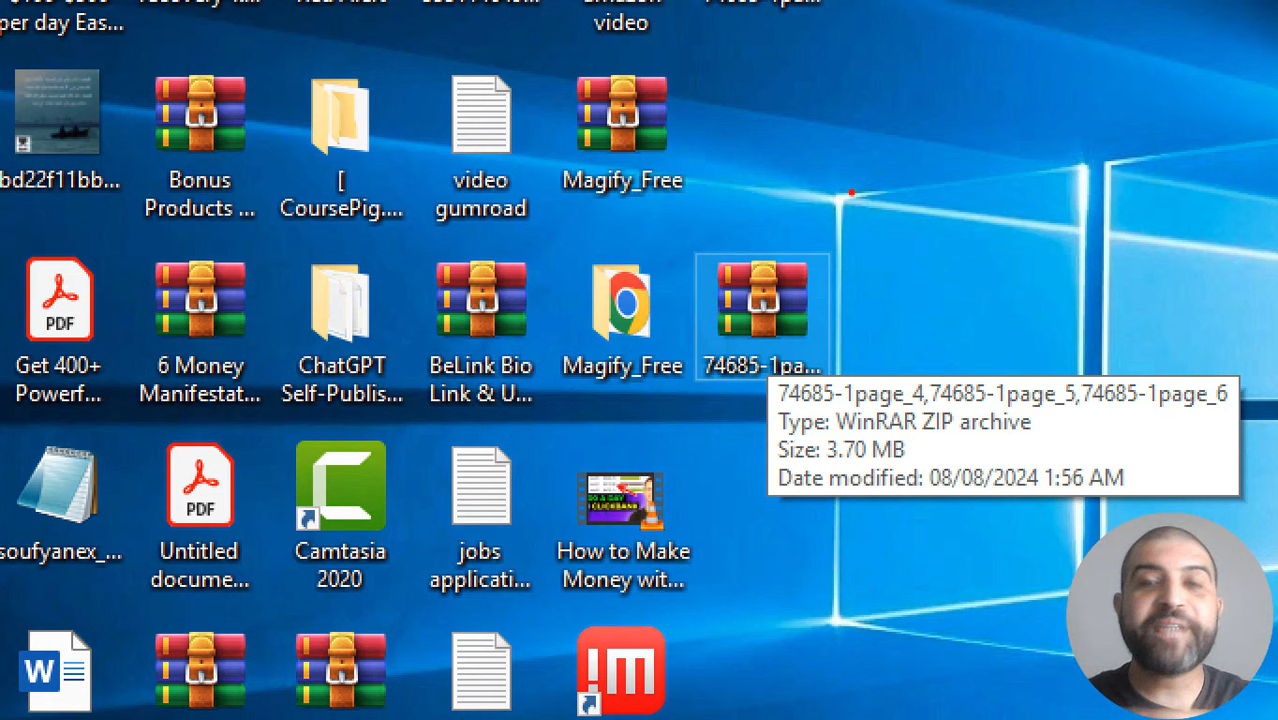 per day Eas...
video
bd22f11bb...
Bonus
Products ...
[
CoursePig....
video
gumroad
Magify_Free
PDF
Get 400+
Powerf...
6 Money
Manifestat...
ChatGPT
Self-Publis...
BeLink Bio
Link & U...
Magify_Free
74685-1pa...
74685-1page_4,74685-1page_5,74685-1page_6
Type: WinRAR ZIP archive
Size: 3.70 MB
Date modified: 08/08/2024 1:56 AM
soufyanex_...
PDF
Untitled
docume...
Camtasia
2020
jobs
applicati...
How to Make
Money wit...
W
!m